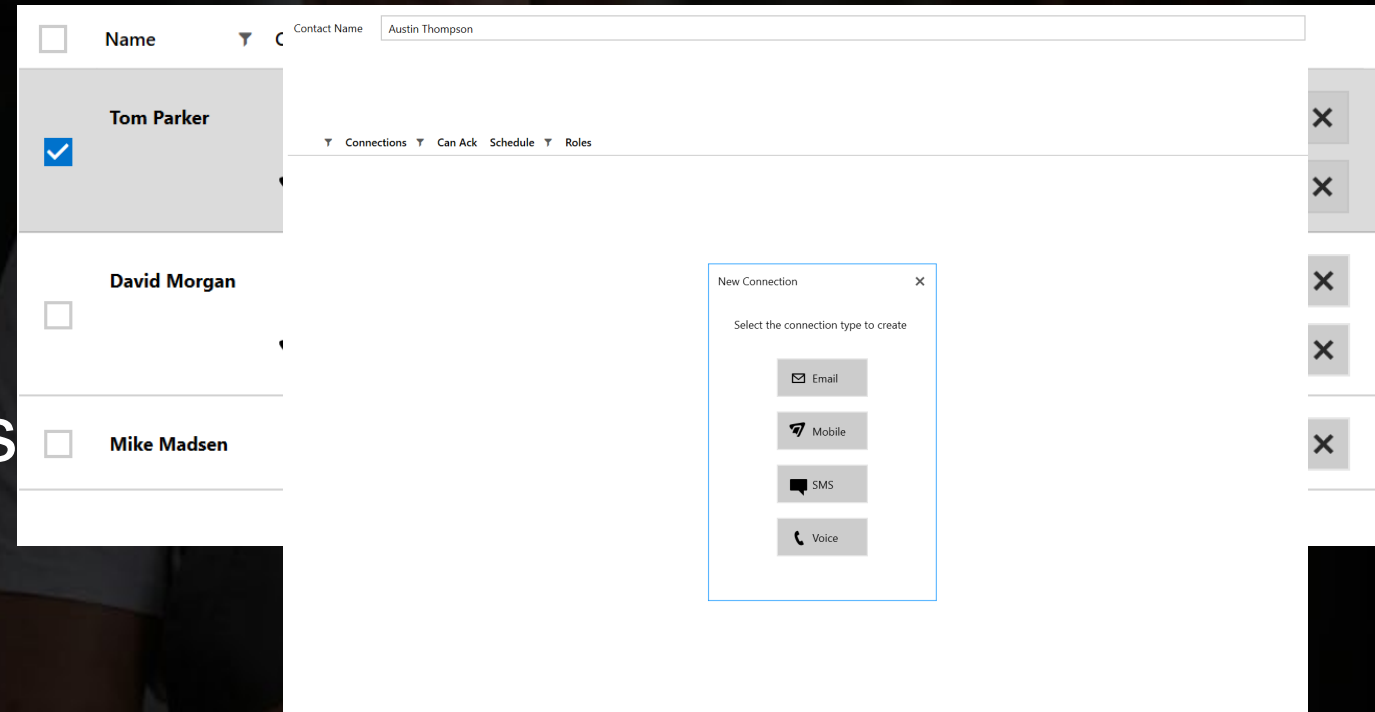 Name
Contact Name Austin Thompson
Tom Parker
Connections Can Ack Schedule Roles
David Morgan
New Connection
Select the connection type to create
Email
Mobile
SMS
Voice
Mike Madsen